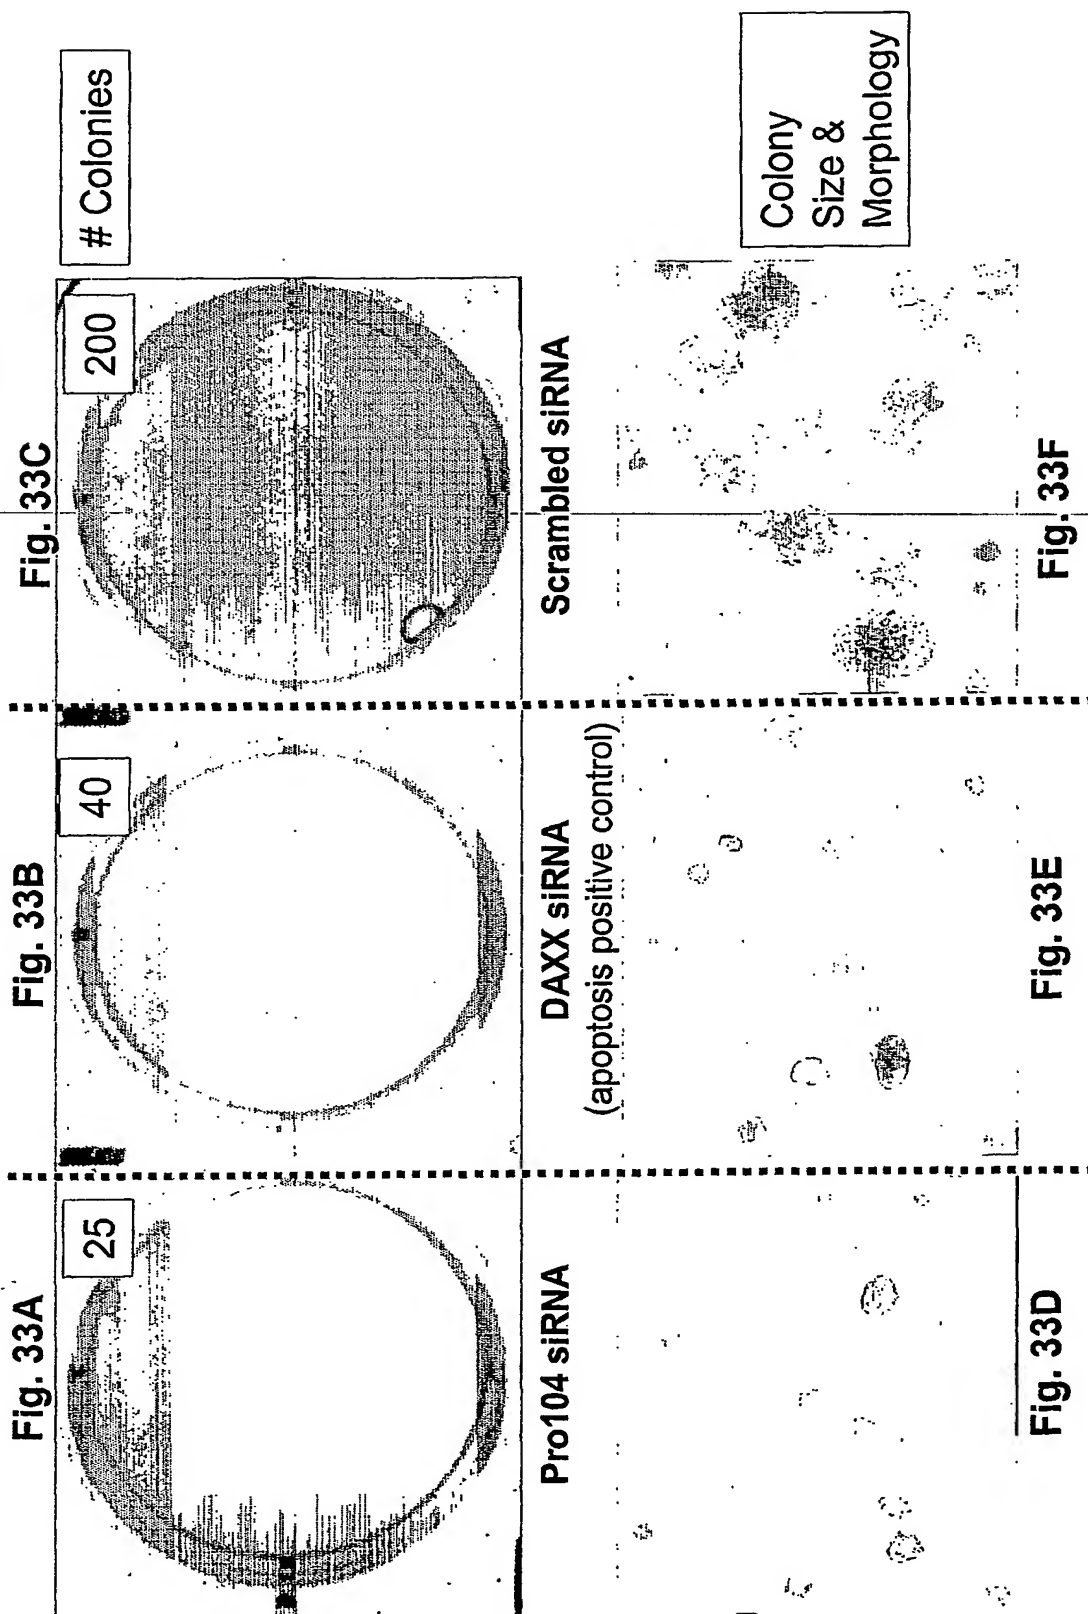 Fig. 33A
Fig. 33B
Fig. 33C
25
40
200
# Colonies
Pro104 siRNA
DAXX siRNA
(apoptosis positive control)
Scrambled siRNA
Colony
Size &
Morphology
Fig. 33D
Fig. 33E
Fig. 33F